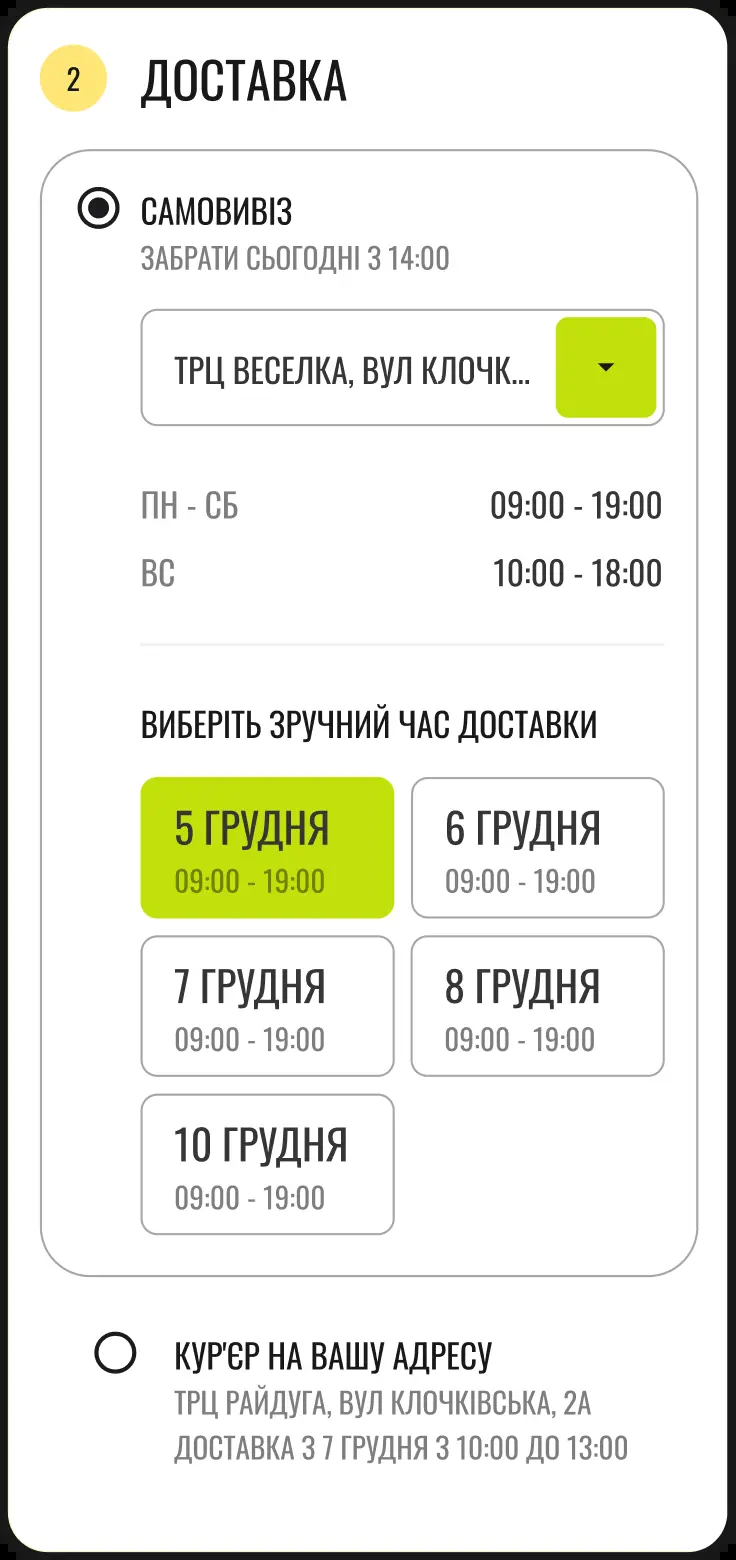 2
ДОСТАВКА
САМОВИВІЗ
ЗАБРАТИ СЬОГОДНІ З 14:00
ТРЦ ВЕСЕЛКА, ВУЛ КЛОЧК...
ПН - СБ 09:00 - 19:00
ВС 10:00 - 18:00
ВИБЕРІТЬ ЗРУЧНИЙ ЧАС ДОСТАВКИ
5 ГРУДНЯ
09:00 - 19:00
6 ГРУДНЯ
09:00 - 19:00
7 ГРУДНЯ
09:00 - 19:00
8 ГРУДНЯ
09:00 - 19:00
10 ГРУДНЯ
09:00 - 19:00
КУР'ЄР НА ВАШУ АДРЕСУ
ТРЦ РАЙДУГА, ВУЛ КЛОЧКІВСЬКА, 2А
ДОСТАВКА З 7 ГРУДНЯ З 10:00 ДО 13:00